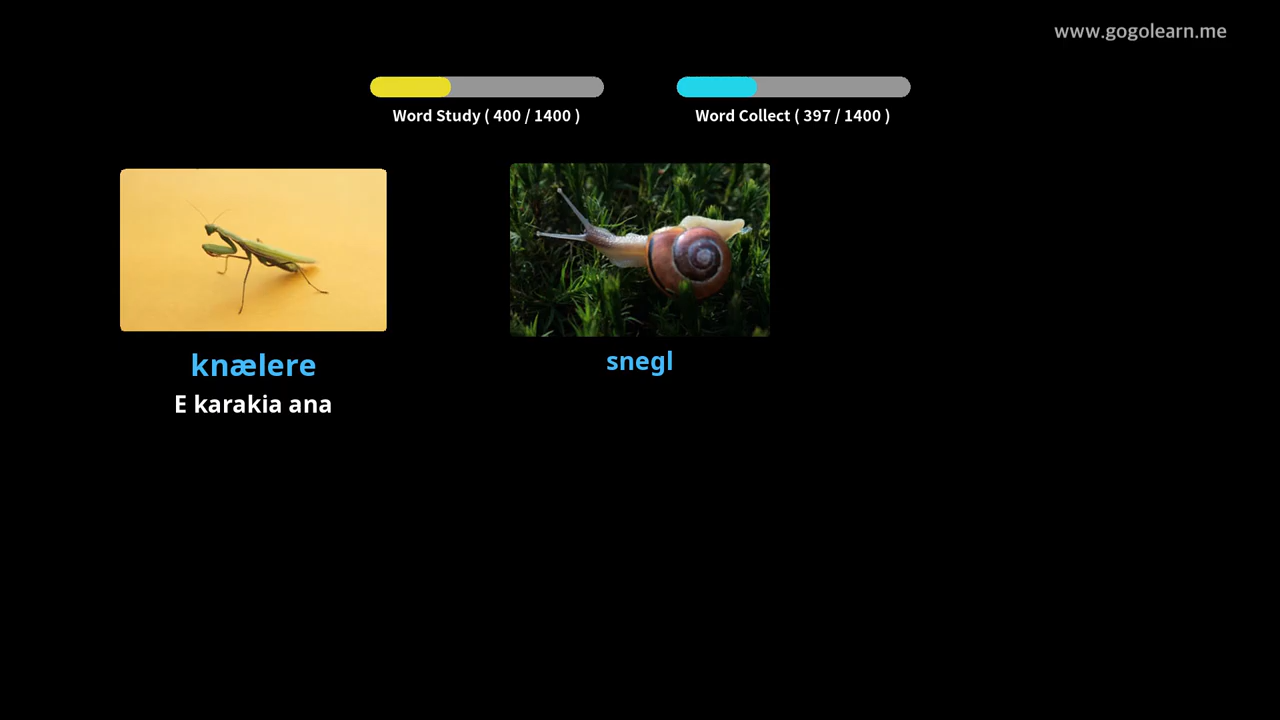 www.gogolearn.me
Word Study ( 400 / 1400 )
Word Collect ( 397 / 1400 )
knælere
E karakia ana
snegl